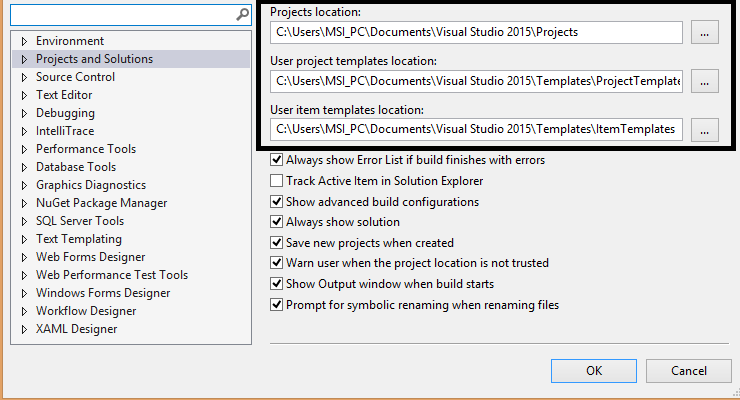 Environment
Projects and Solutions
Source Control
Text Editor
Debugging
IntelliTrace
Performance Tools
Database Tools
Graphics Diagnostics
NuGet Package Manager
SQL Server Tools
Text Templating
Web Forms Designer
Web Performance Test Tools
Windows Forms Designer
Workflow Designer
XAML Designer
Projects location:
C:\Users\MSI_PC\Documents\Visual Studio 2015\Projects
...
User project templates location:
C:\Users\MSI_PC\Documents\Visual Studio 2015\Templates\ProjectTemplate
...
User item templates location:
C:\Users\MSI_PC\Documents\Visual Studio 2015\Templates\ItemTemplates
...
Always show Error List if build finishes with errors
Track Active Item in Solution Explorer
Show advanced build configurations
Always show solution
Save new projects when created
Warn user when the project location is not trusted
Show Output window when build starts
Prompt for symbolic renaming when renaming files
OK
Cancel